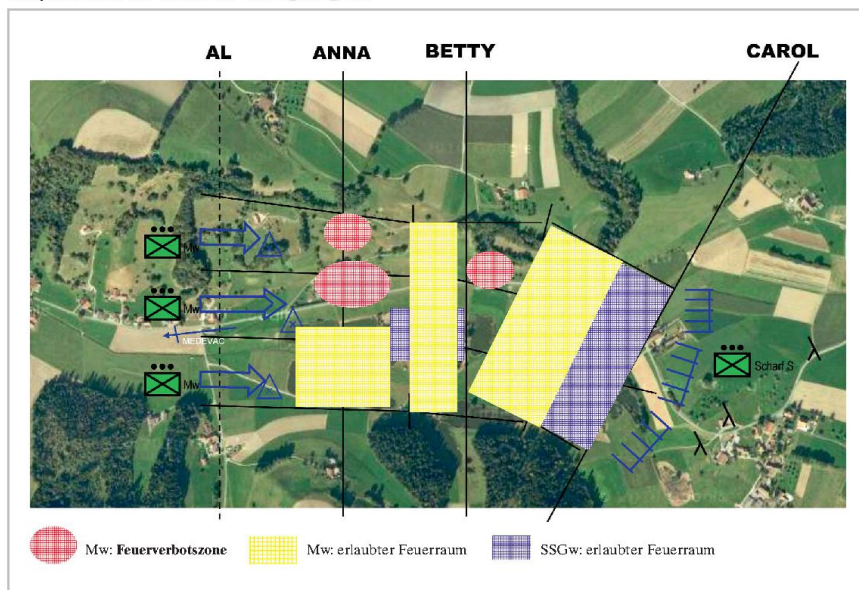 AL ANNA BETTY CAROL
Mw
Mw
MEDEVAC
Mw
Scharf S
Mw: Feuerverbotszone Mw: erlaubter Feuerraum SSGw: erlaubter Feuerraum